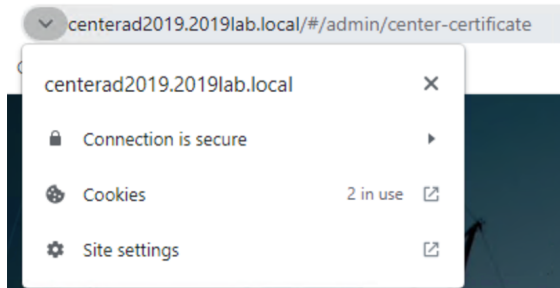 centerad2019.2019lab.local/#/admin/center-certificate
centerad2019.2019lab.local
Connection is secure
Cookies 2 in use
Site settings